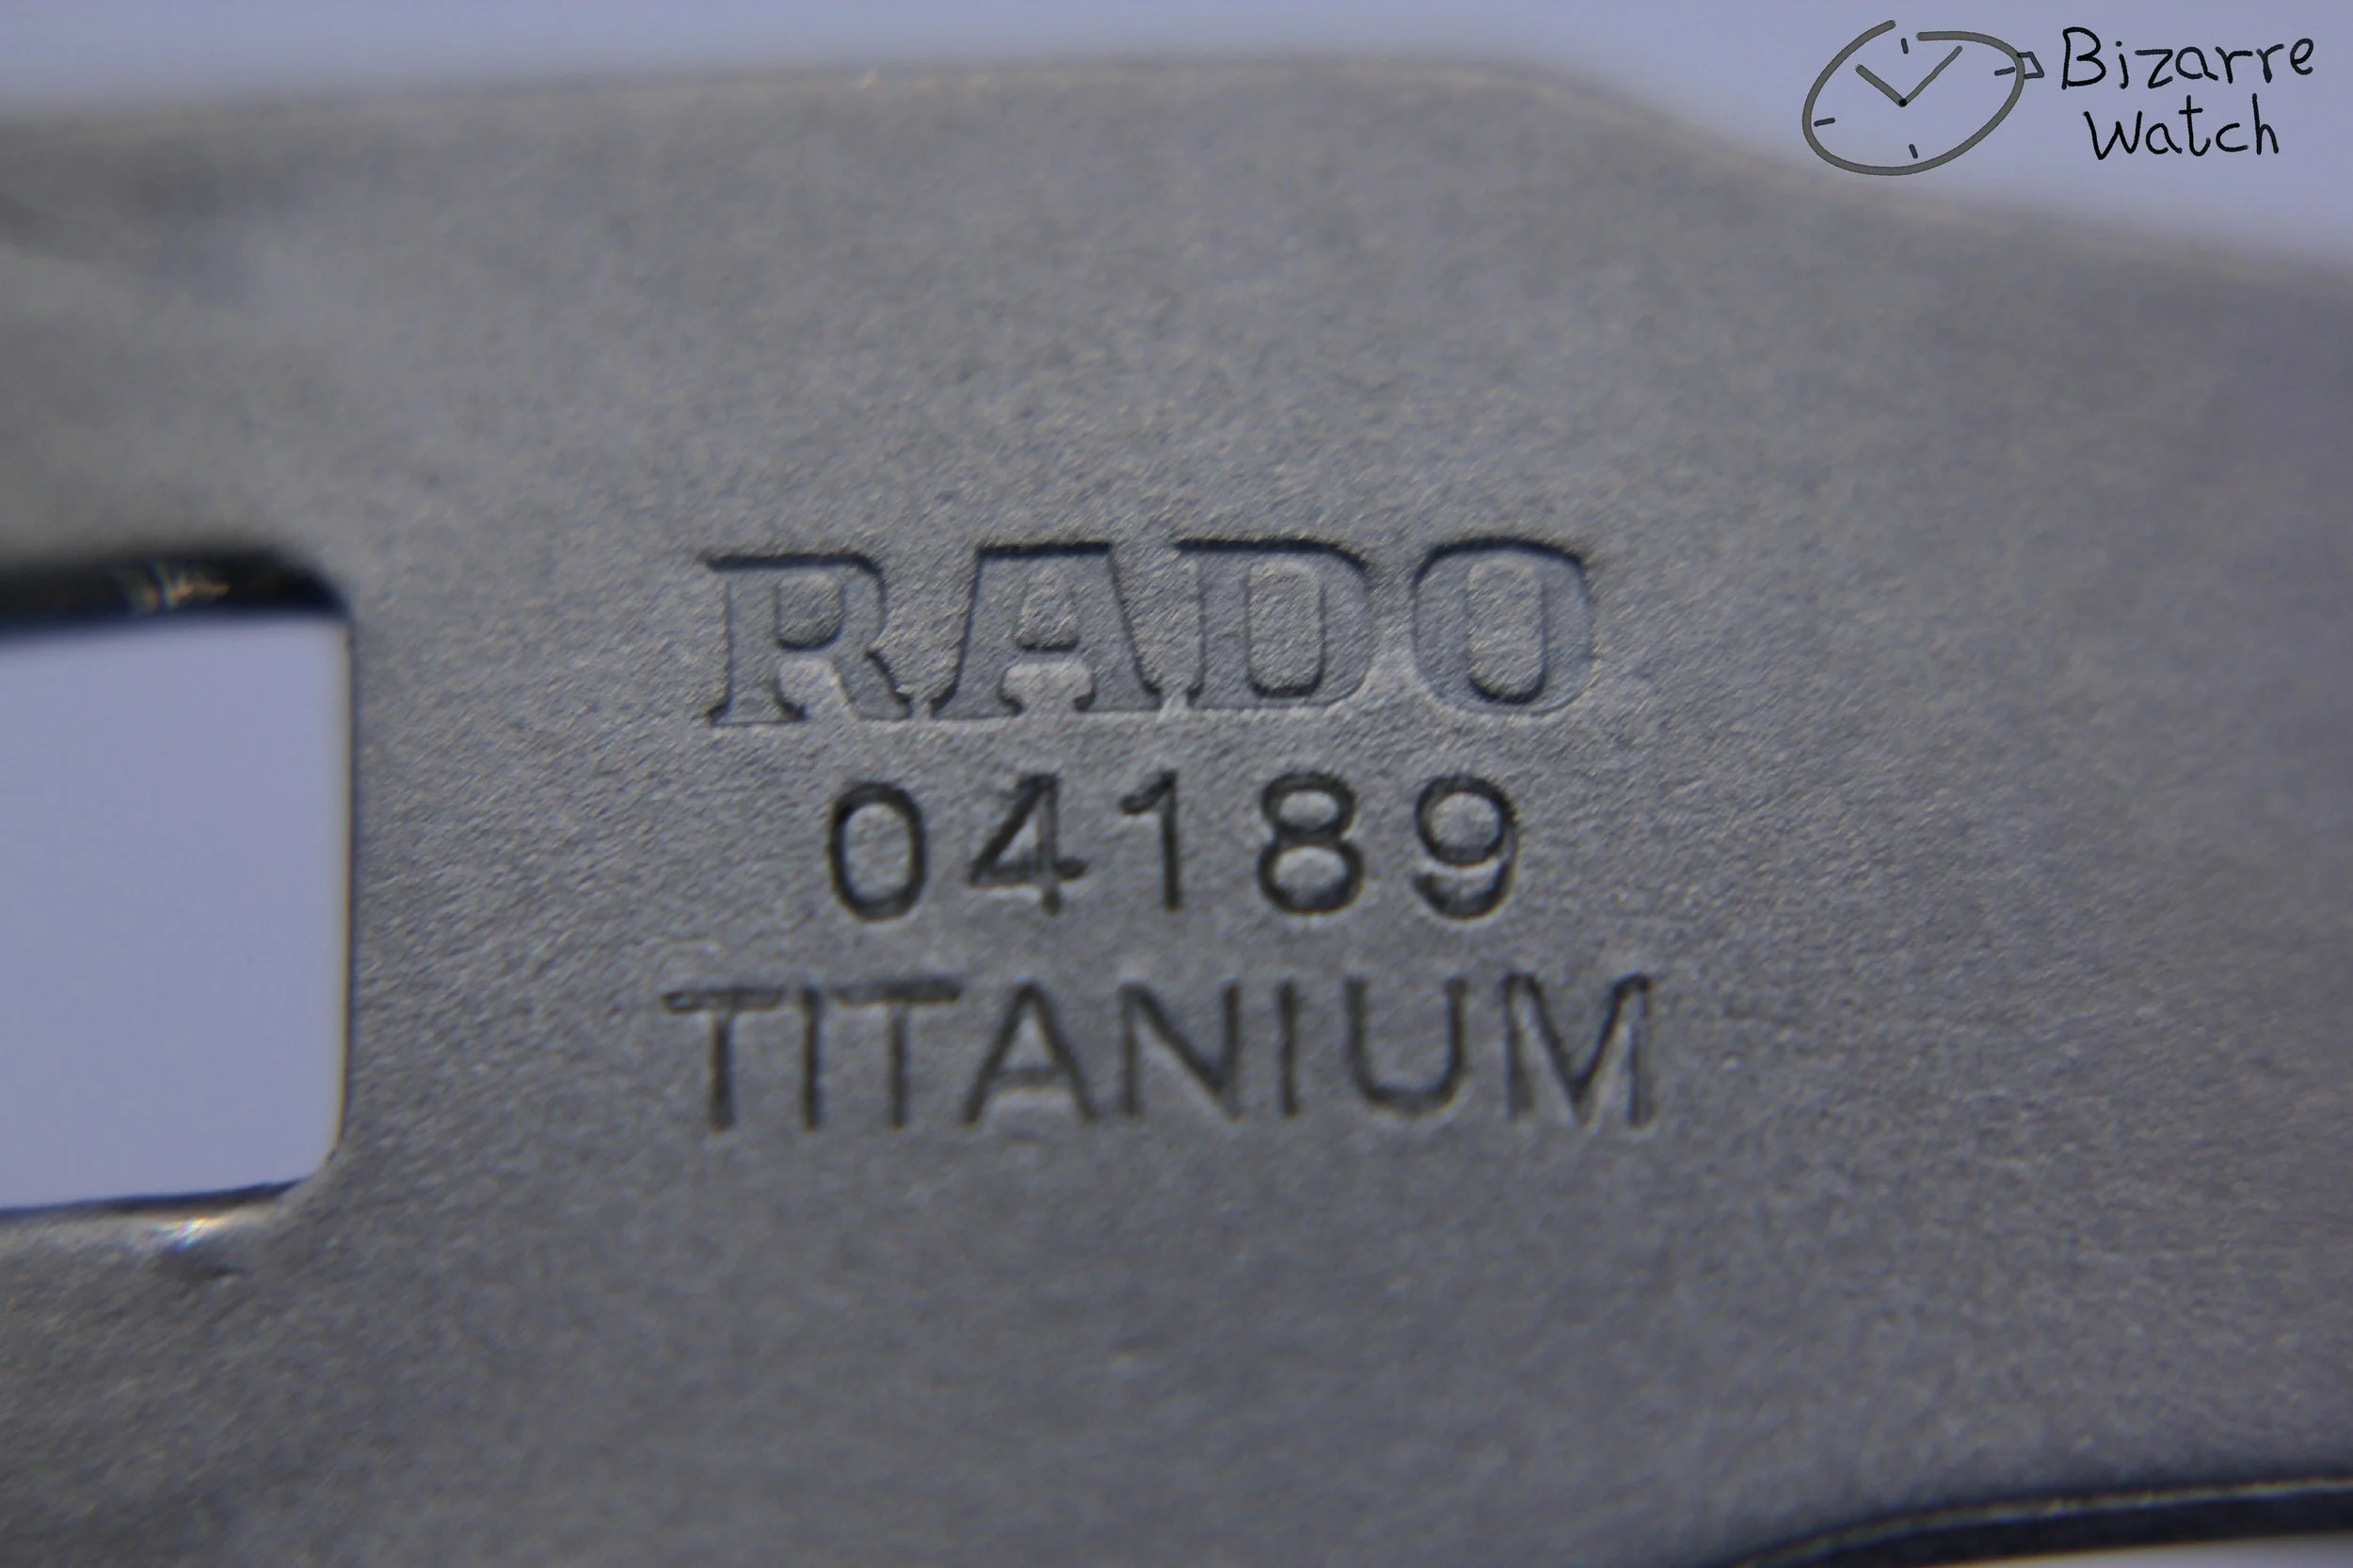 Bizarre
Watch
RADO
04189
TITANIUM